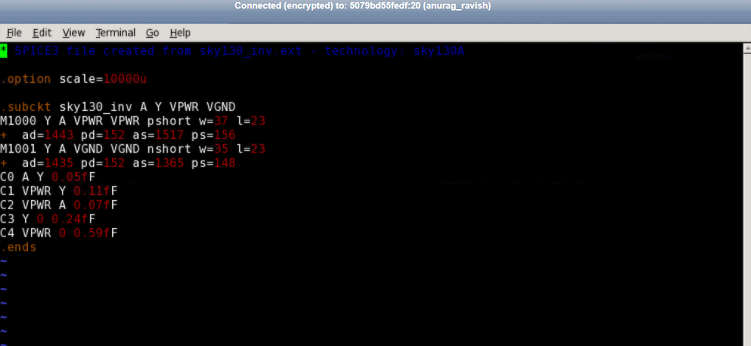 Connected (encrypted) to: 5079bd55fedf:20 (anurag_ravish)
File Edit View Terminal Go Help
* SPICE3 file created from sky130_inv.ext - technology: sky130A
.option scale=10000u
.subckt sky130_inv A Y VPWR VGND
M1000 Y A VPWR VPWR pshort w=37 l=23
+  ad=1443 pd=152 as=1517 ps=156
M1001 Y A VGND VGND nshort w=35 l=23
+  ad=1435 pd=152 as=1365 ps=148
C0 A Y 0.05fF
C1 VPWR Y 0.11fF
C2 VPWR A 0.07fF
C3 Y 0 0.24fF
C4 VPWR 0 0.59fF
.ends
~
~
~
~
~
~
~